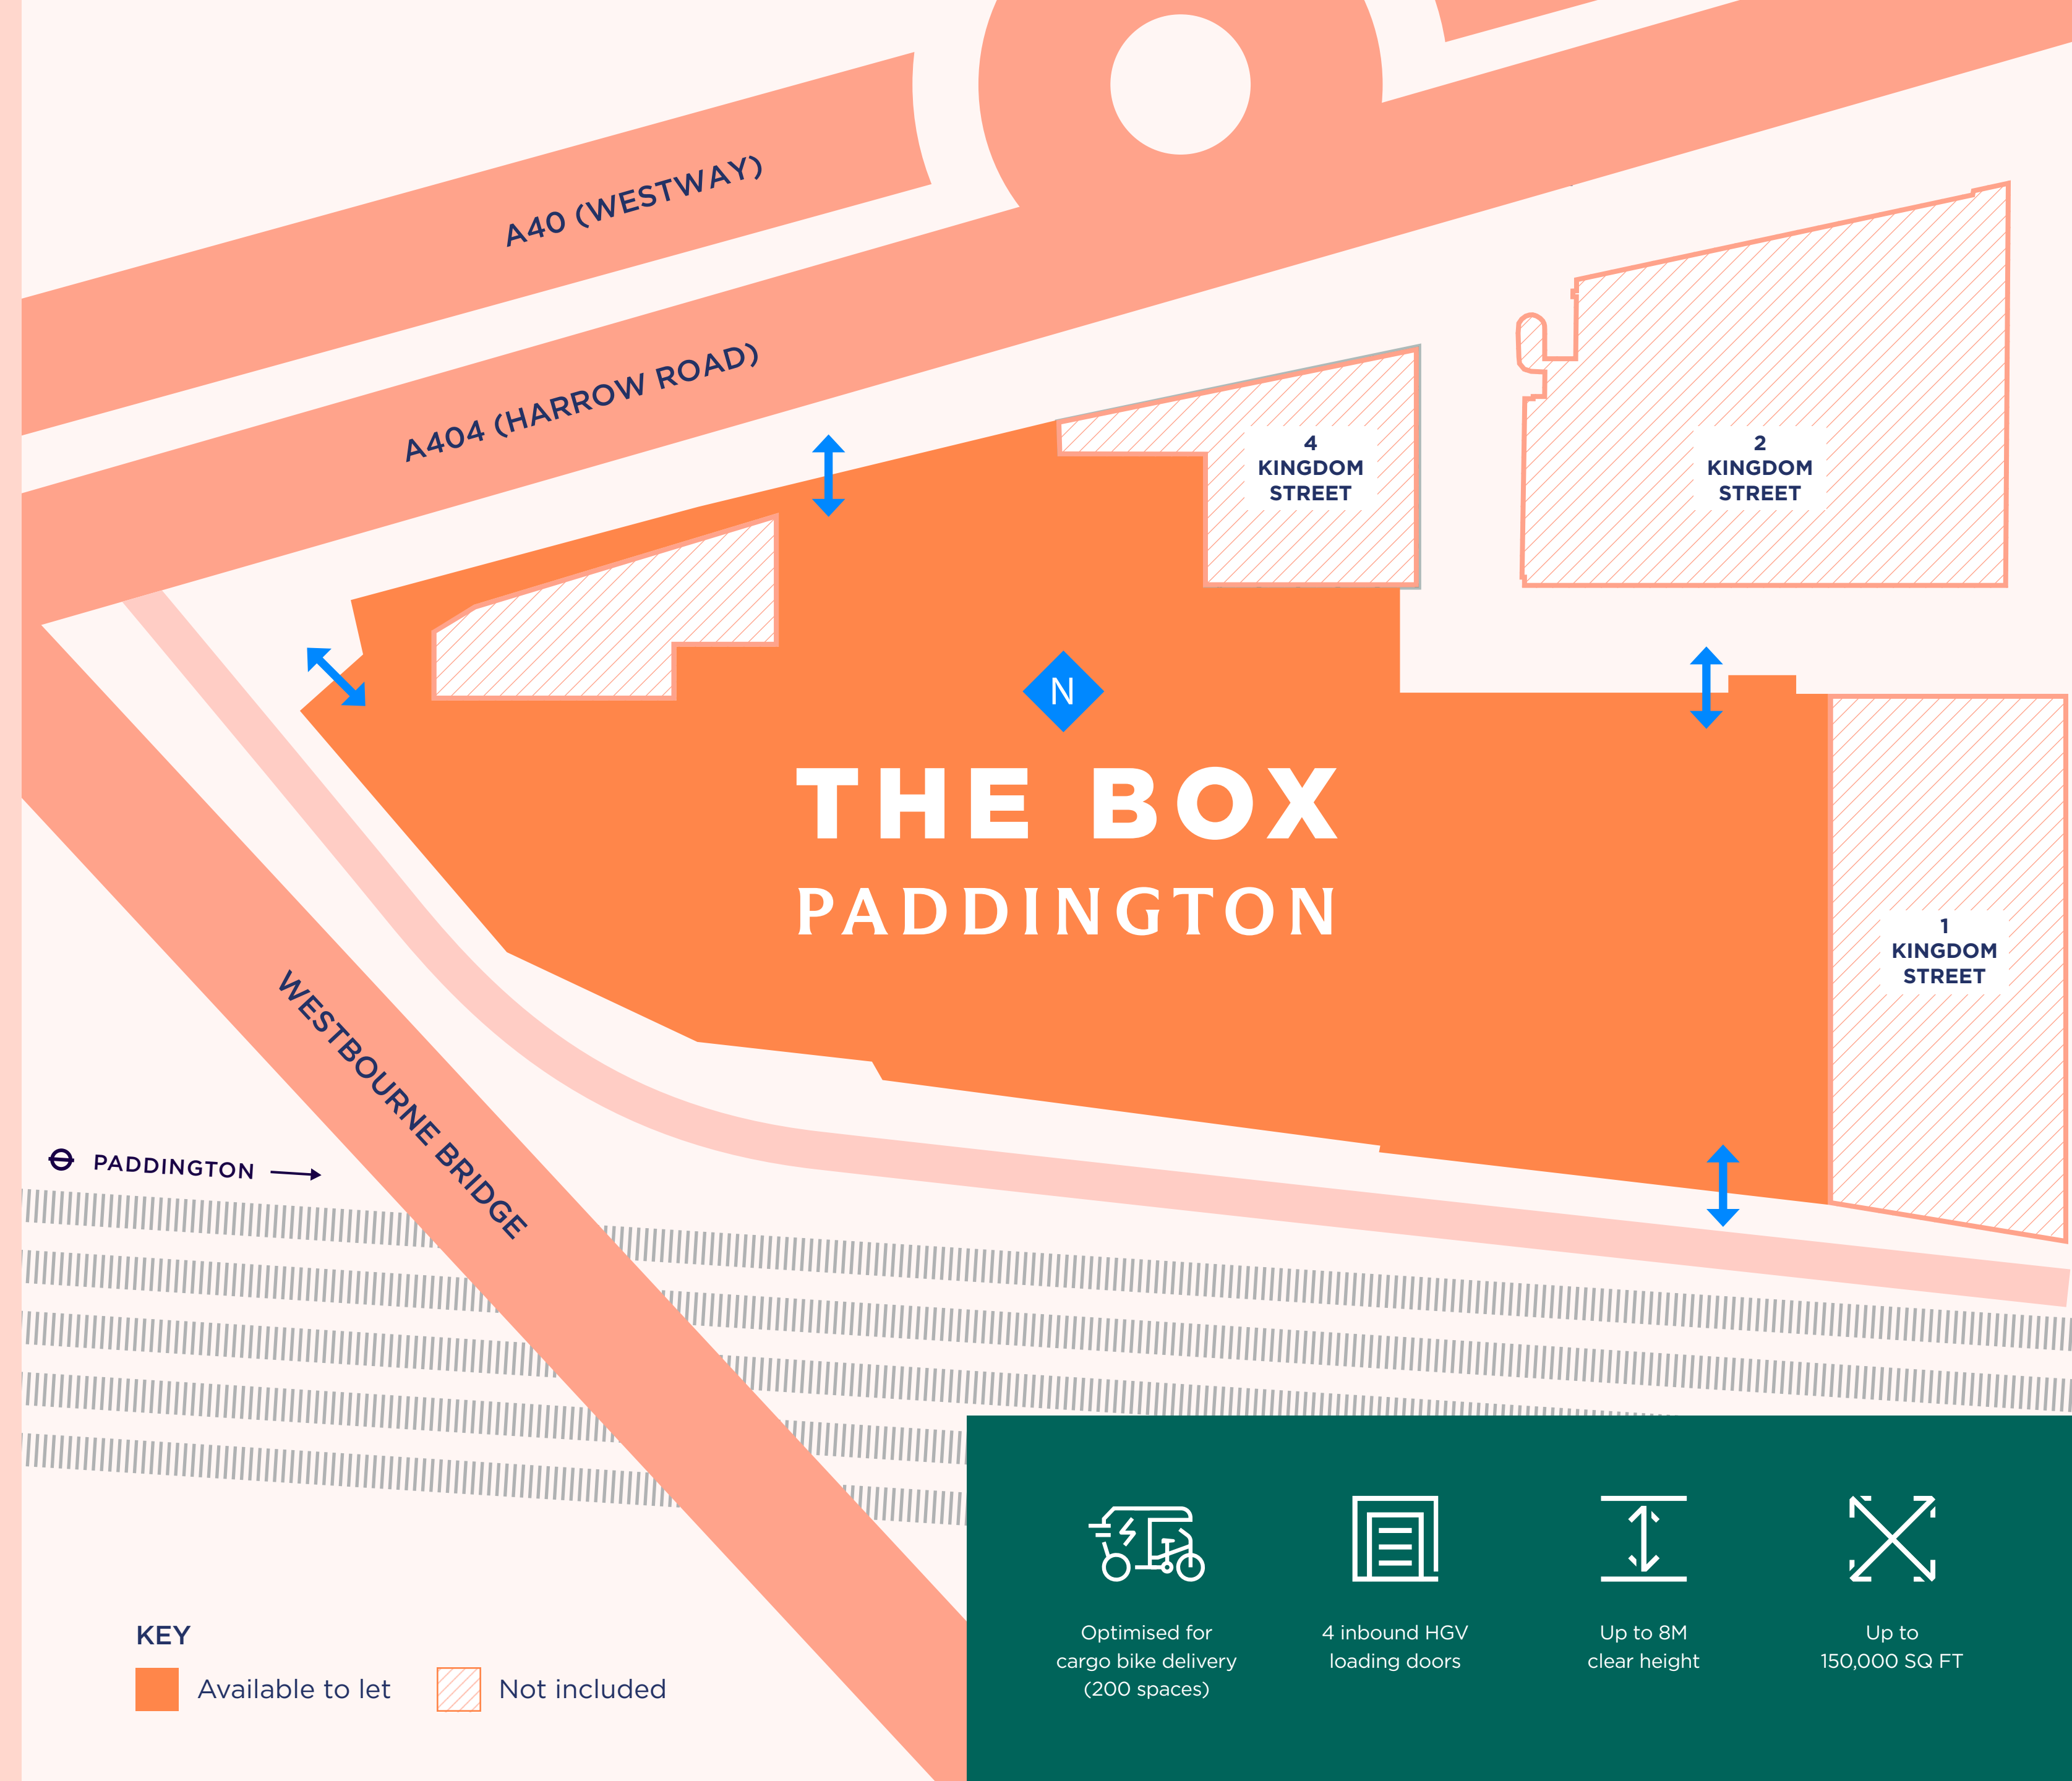 A40 (WESTWAY)
A404 (HARROW ROAD)
4
KINGDOM
STREET
2
KINGDOM
STREET
N
THE BOX
PADDINGTON
1
KINGDOM
STREET
WESTBOURNE BRIDGE
PADDINGTON
KEY
Available to let
Not included
Optimised for
cargo bike delivery
(200 spaces)
4 inbound HGV
loading doors
Up to 8M
clear height
Up to
150,000 SQ FT